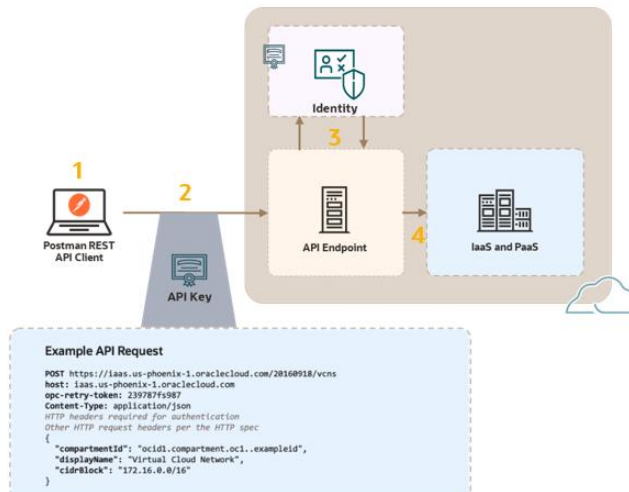 Identity
3
1
2
Postman REST
API Client
API Endpoint
4
IaaS and PaaS
API Key
Example API Request
POST https://iaas.us-phoenix-1.oraclecloud.com/20160918/vcns
host: iaas.us-phoenix-1.oraclecloud.com
opc-retry-token: 239787fs987
Content-Type: application/json
HTTP headers required for authentication
Other HTTP request headers per the HTTP spec
{
"compartmentId": "ocid1.compartment.oc1..exampleid",
"displayName": "Virtual Cloud Network",
"cidrBlock": "172.16.0.0/16"
}